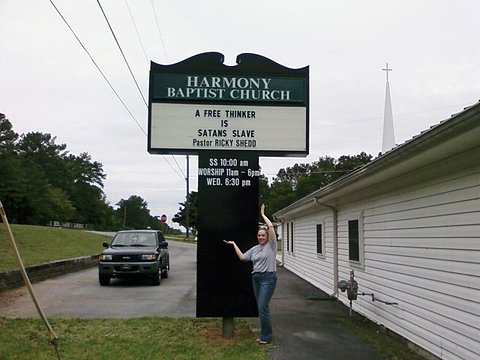 HARMONY
BAPTIST CHURCH
A FREE THINKER
IS
SATANS SLAVE
Pastor RICKY SHEDD
SS 10:00 am
WORSHIP 11am - 6pm
WED. 6:30 pm